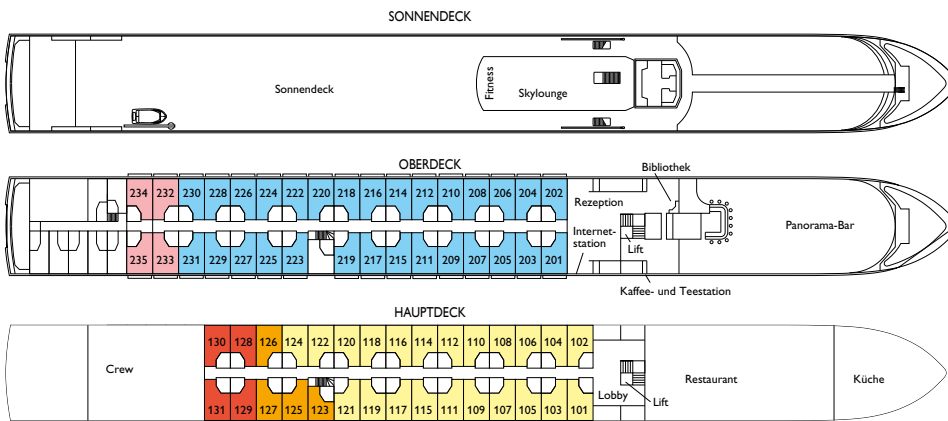 SONNENDECK
Sonnendeck
Fitness
Skylounge
OBERDECK
Bibliothek
234 232 230 228 226 224 222 220 218 216 214 212 210 208 206 204 202
Rezeption
Panorama-Bar
Internet-
station
Lift
235 233 231 229 227 225 223 219 217 215 211 209 207 205 203 201
Kaffee- und Teestation
HAUPTDECK
130 128 126 124 122 120 118 116 114 112 110 108 106 104 102
Crew
Restaurant
Küche
Lobby
Lift
131 129 127 125 123 121 119 117 115 111 109 107 105 103 101